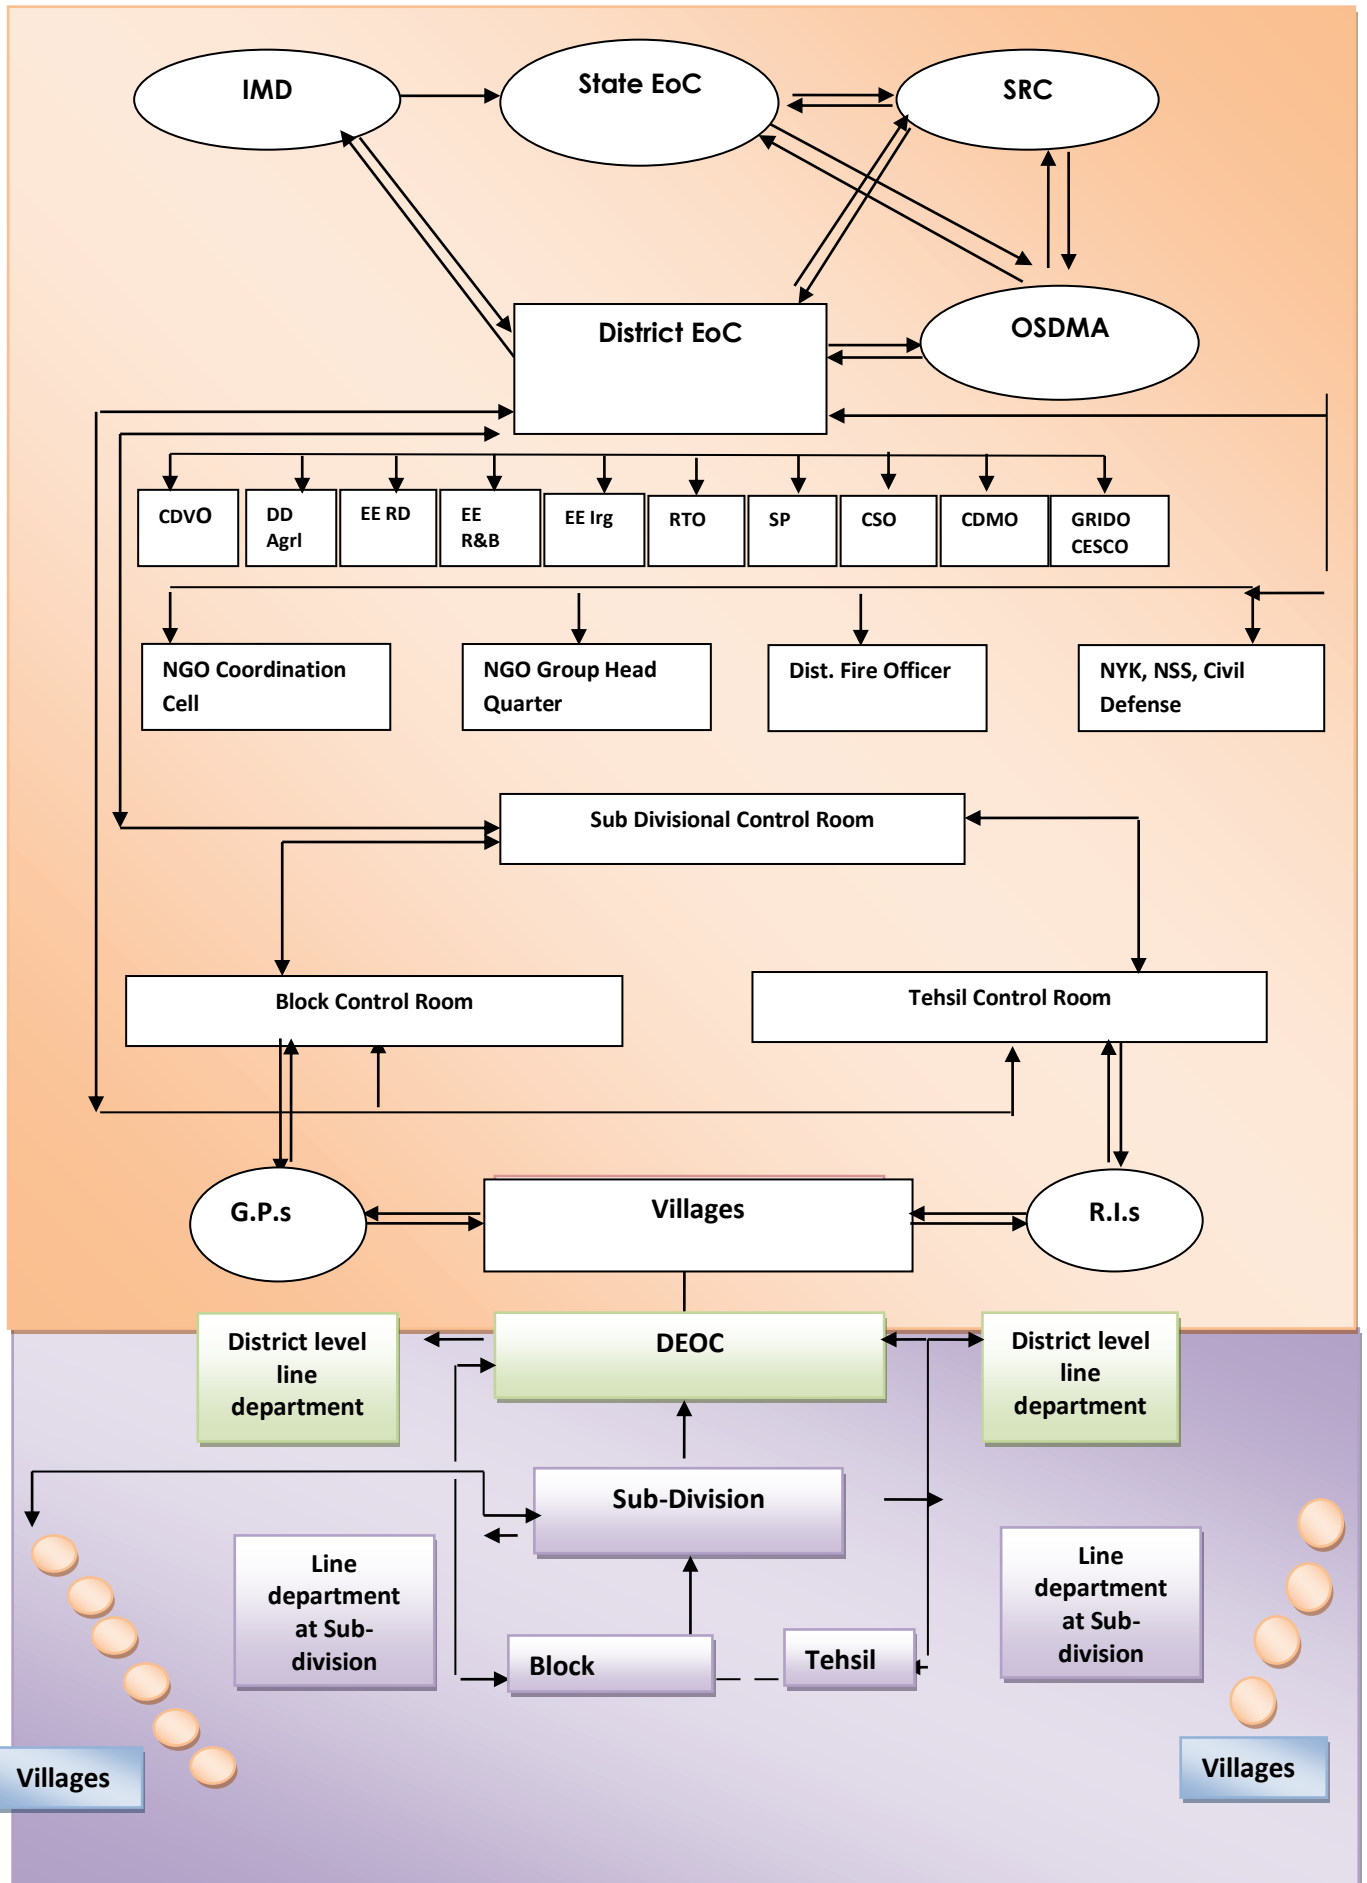 IMD
State EoC
SRC
District EoC
OSDMA
CDVO
DD
Agrl
EE RD
EE
R&B
EE Irg
RTO
SP
CSO
CDMO
GRIDO
CESCO
NGO Coordination
Cell
NGO Group Head
Quarter
Dist. Fire Officer
NYK, NSS, Civil
Defense
Sub Divisional Control Room
Block Control Room
Tehsil Control Room
G.P.s
Villages
R.I.s
District level
line
department
DEOC
District level
line
department
Sub-Division
Line
department
at Sub-
division
Line
department
at Sub-
division
Block
Tehsil
Villages
Villages